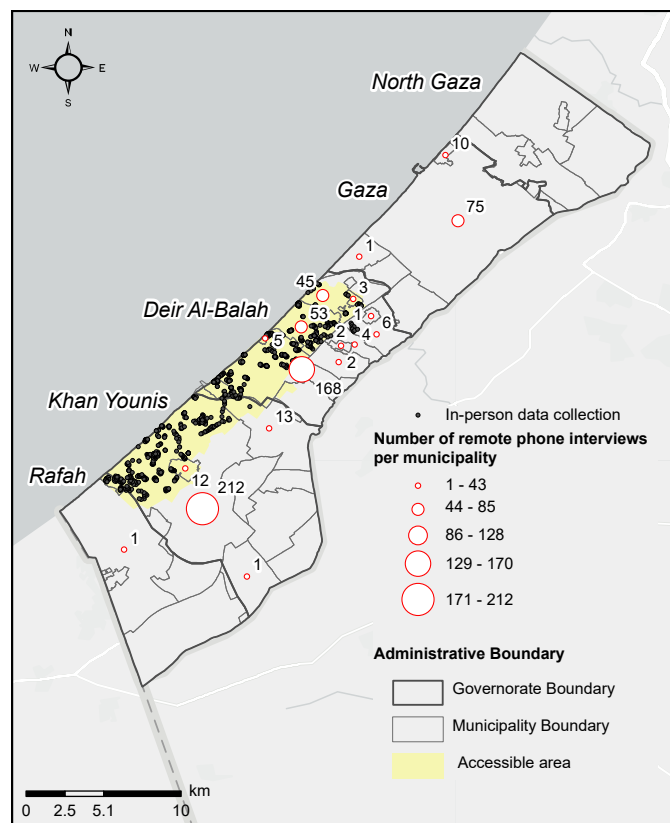 N
W E
S
North Gaza
10
Gaza
75
1
45
3
Deir Al-Balah
53
1
6
5
2
4
2
168
Khan Younis
13
Rafah
12
212
1
1
In-person data collection
Number of remote phone interviews
per municipality
1 - 43
44 - 85
86 - 128
129 - 170
171 - 212
Administrative Boundary
Governorate Boundary
Municipality Boundary
Accessible area
km
0 2.5 5.1 10